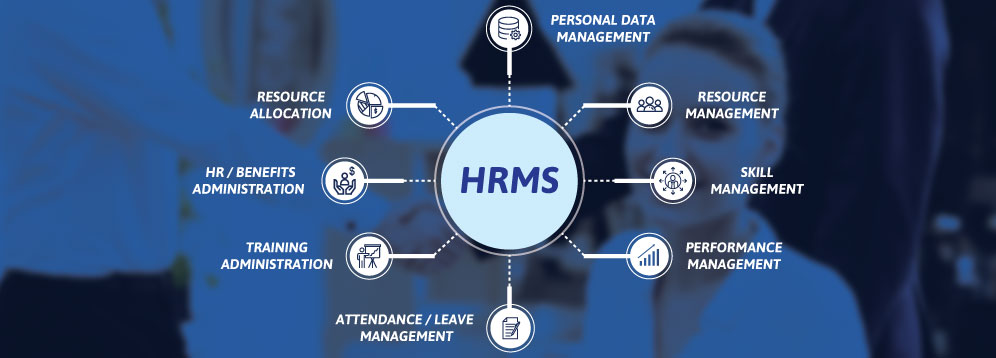 PERSONAL DATA
MANAGEMENT
RESOURCE
ALLOCATION
RESOURCE
MANAGEMENT
HR / BENEFITS
ADMINISTRATION
HRMS
SKILL
MANAGEMENT
TRAINING
ADMINISTRATION
PERFORMANCE
MANAGEMENT
ATTENDANCE / LEAVE
MANAGEMENT